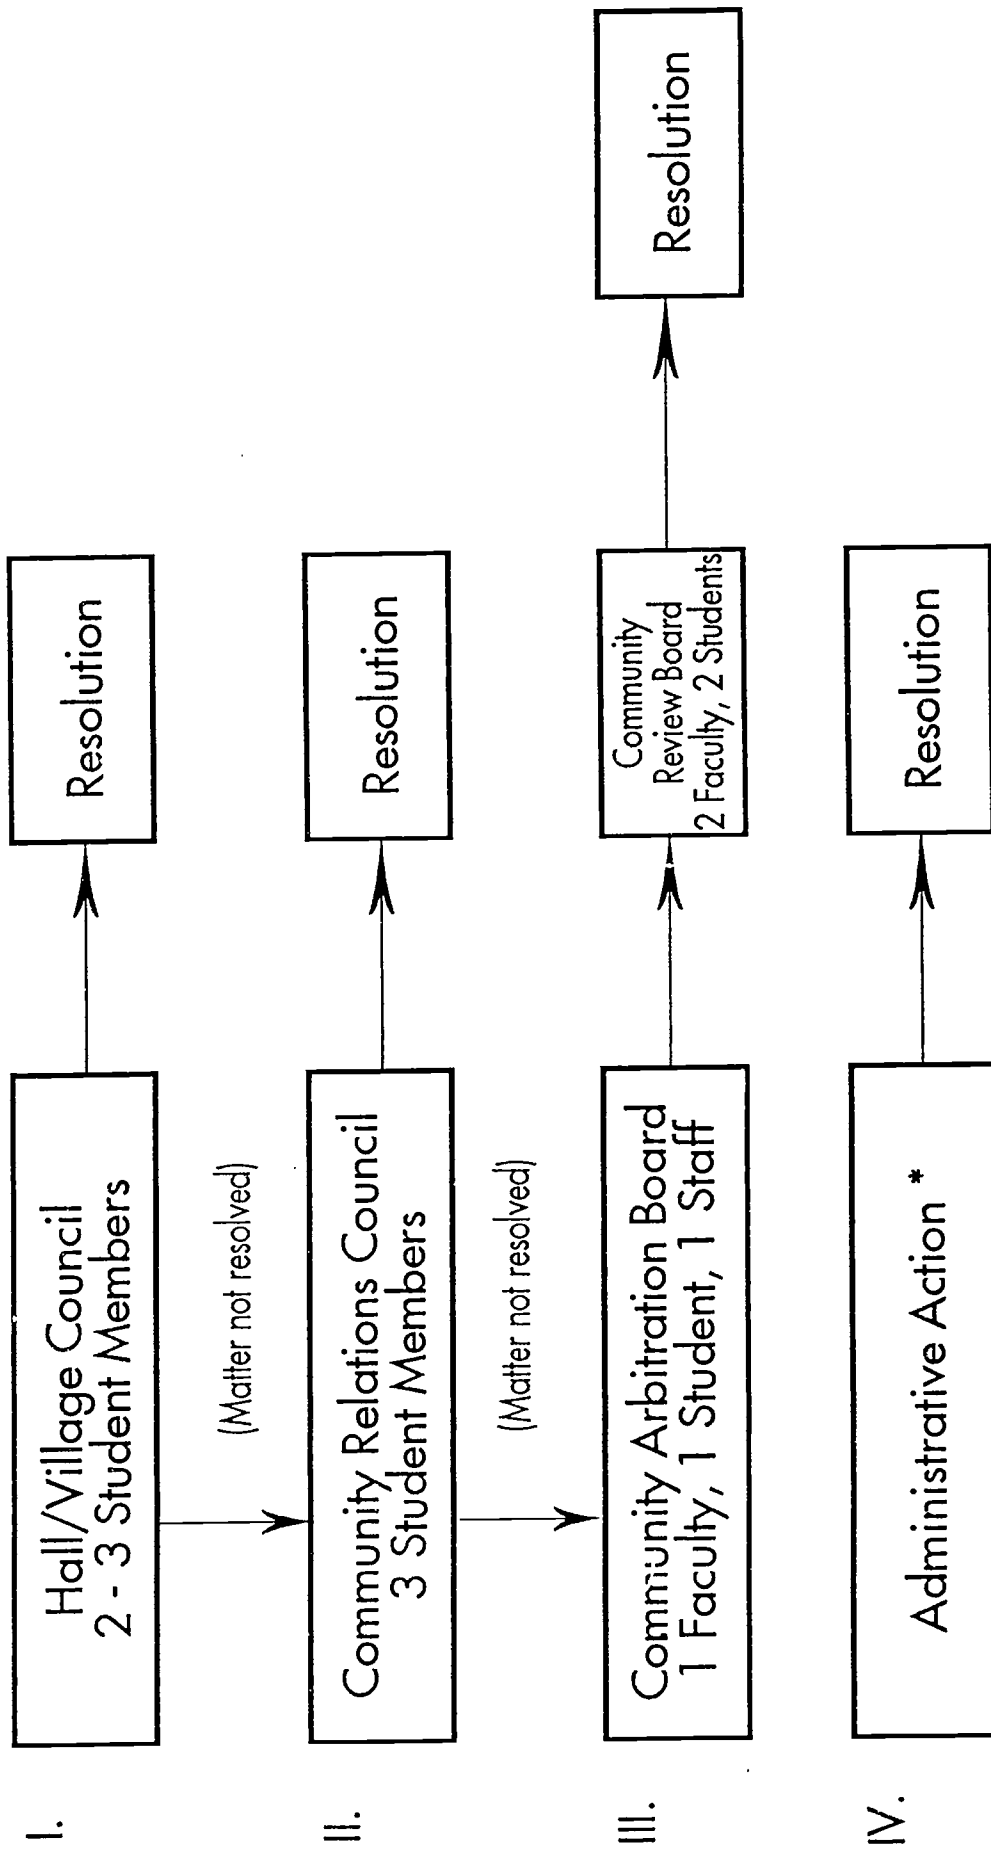 I.
Hall/Village Council
2 - 3 Student Members
Resolution
(Matter not resolved)
II.
Community Relations Council
3 Student Members
Resolution
(Matter not resolved)
III.
Community Arbitration Board
1 Faculty, 1 Student, 1 Staff
Community
Review Board
2 Faculty, 2 Students
Resolution
IV.
Administrative Action *
Resolution